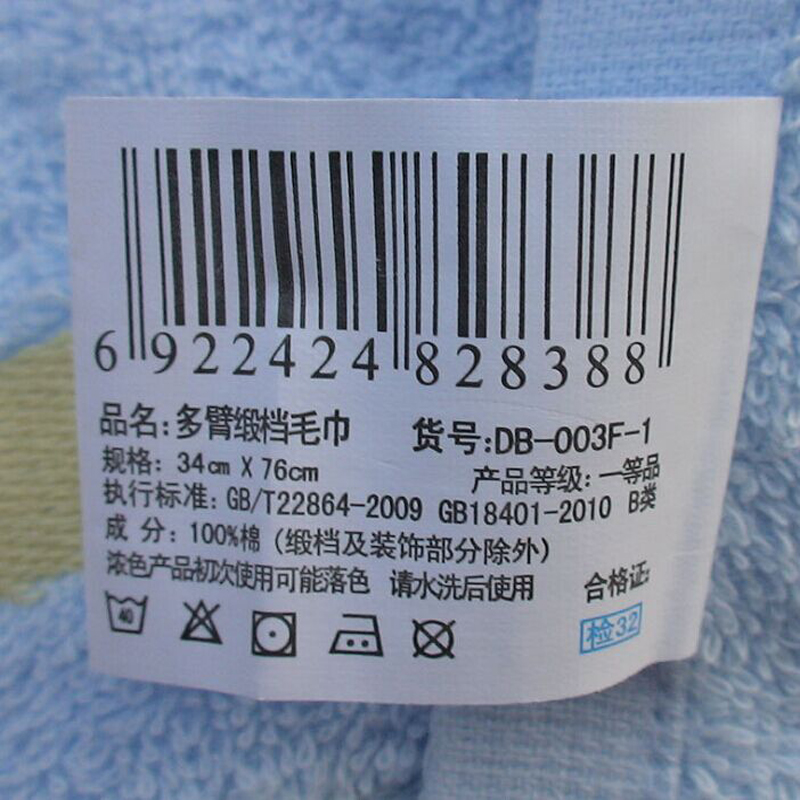 6 922424 828388
品名:多臂缎档毛巾 货号:DB-003F-1
规格: 34cm X 76cm 产品等级: 一等品
执行标准: GB/T22864-2009 GB18401-2010 B类
成 分: 100%棉 (缎档及装饰部分除外)
浓色产品初次使用可能落色 请水洗后使用 合格证:
40 检32